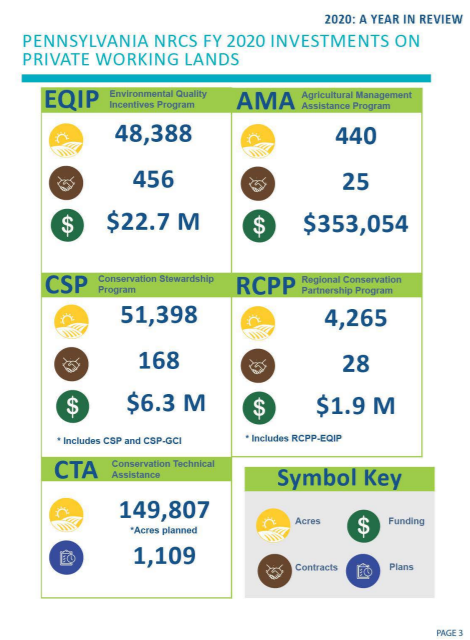 2020: A YEAR IN REVIEW
PENNSYLVANIA NRCS FY 2020 INVESTMENTS ON
PRIVATE WORKING LANDS
EQIP Environmental Quality
Incentives Program
48,388
456
$
$22.7 M
AMA Agricultural Management
Assistance Program
440
25
$
$353,054
CSP Conservation Stewardship
Program
51,398
168
$
$6.3 M
* Includes CSP and CSP-GCI
RCPP Regional Conservation
Partnership Program
4,265
28
$
$1.9 M
* Includes RCPP-EQIP
CTA Conservation Technical
Assistance
149,807
*Acres planned
1,109
Symbol Key
Acres
$
Funding
Contracts
Plans
PAGE 3